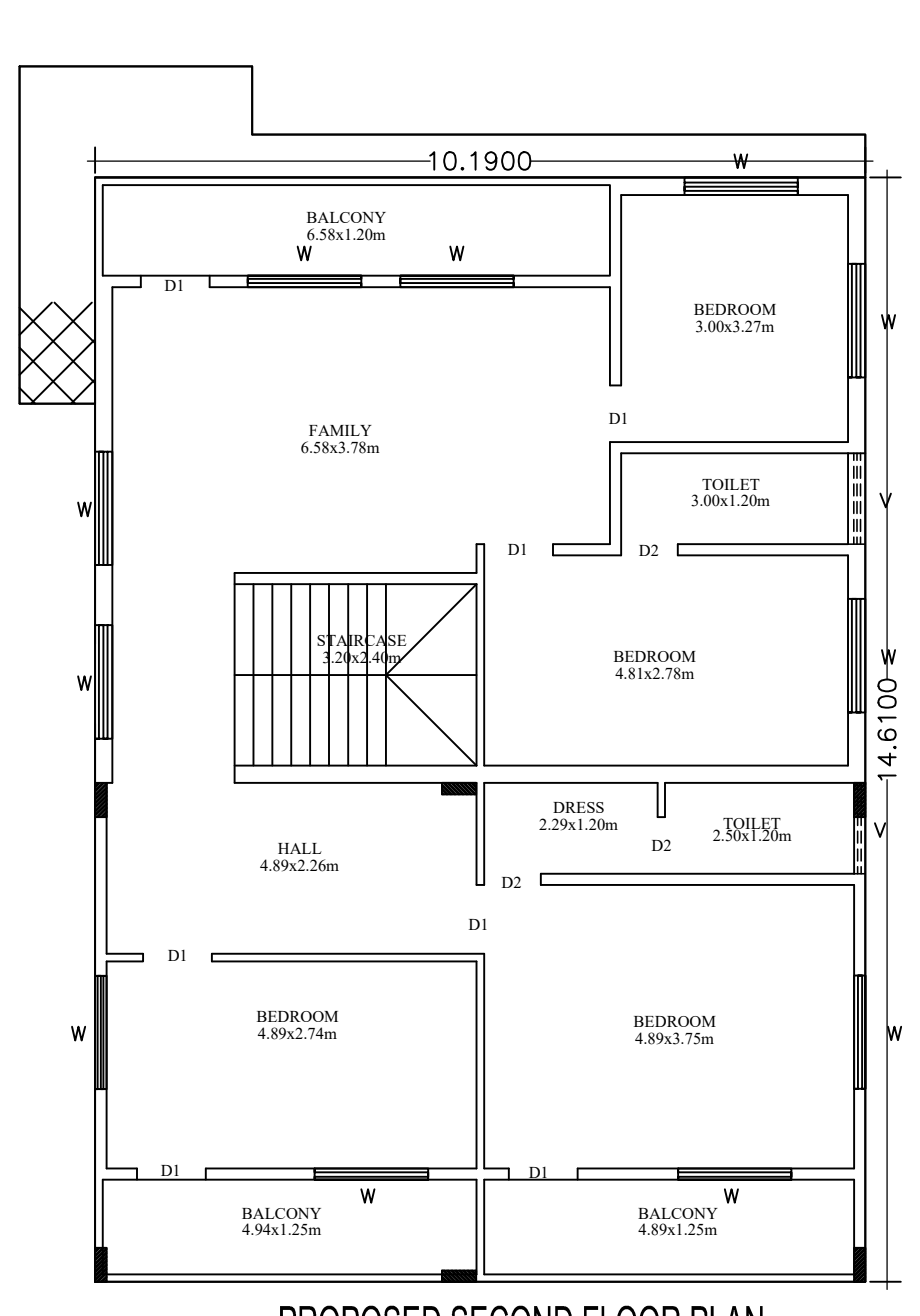 10.1900
W
BALCONY
6.58x1.20m
W
W
D1
BEDROOM
3.00x3.27m
W
D1
FAMILY
6.58x3.78m
TOILET
3.00x1.20m
V
W
D1
D2
STAIRCASE
3.20x2.40m
BEDROOM
4.81x2.78m
W
W
14.6100
DRESS
2.29x1.20m
TOILET
2.50x1.20m
V
D2
HALL
4.89x2.26m
D2
D1
D1
BEDROOM
4.89x2.74m
BEDROOM
4.89x3.75m
W
W
D1
D1
W
W
BALCONY
4.94x1.25m
BALCONY
4.89x1.25m
PROPOSED SECOND FLOOR PLAN